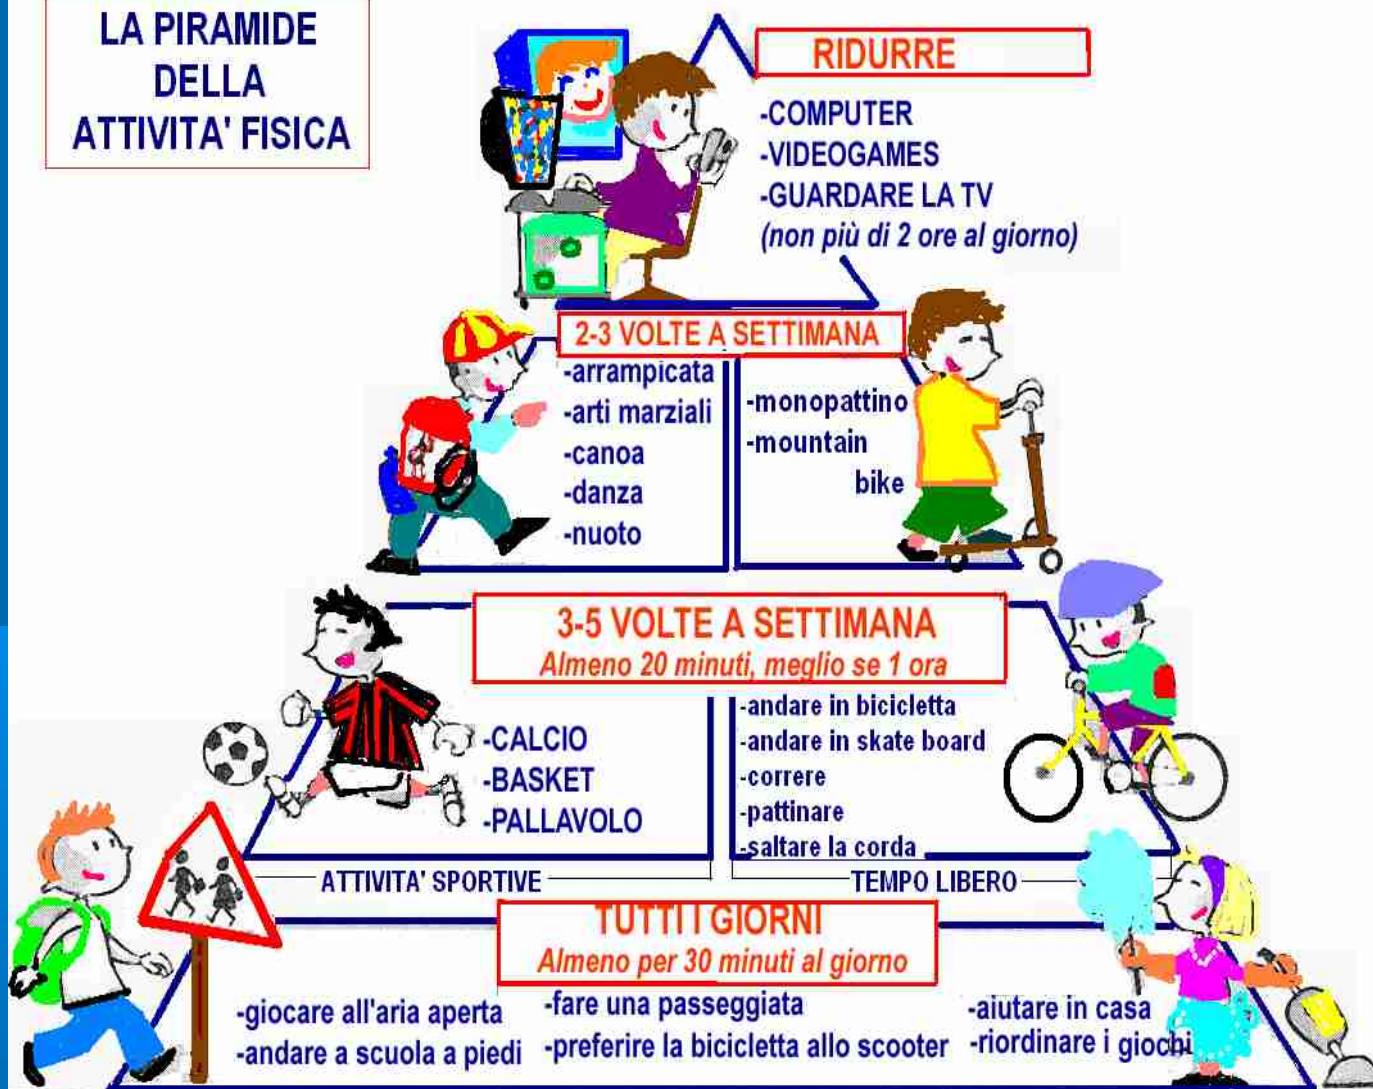 LA PIRAMIDE
DELLA
ATTIVITA' FISICA
RIDURRE
-COMPUTER
-VIDEOGAMES
-GUARDARE LA TV
(non più di 2 ore al giorno)
2-3 VOLTE A SETTIMANA
-arrampicata
-arti marziali
-canoa
-danza
-nuoto
-monopattino
-mountain
bike
3-5 VOLTE A SETTIMANA
Almeno 20 minuti, meglio se 1 ora
-CALCIO
-BASKET
-PALLAVOLO
-andare in bicicletta
-andare in skate board
-correre
-pattinare
-saltare la corda
ATTIVITA' SPORTIVE
TEMPO LIBERO
TUTTI I GIORNI
Almeno per 30 minuti al giorno
-giocare all'aria aperta
-andare a scuola a piedi
-fare una passeggiata
-preferire la bicicletta allo scooter
-aiutare in casa
-riordinare i giochi